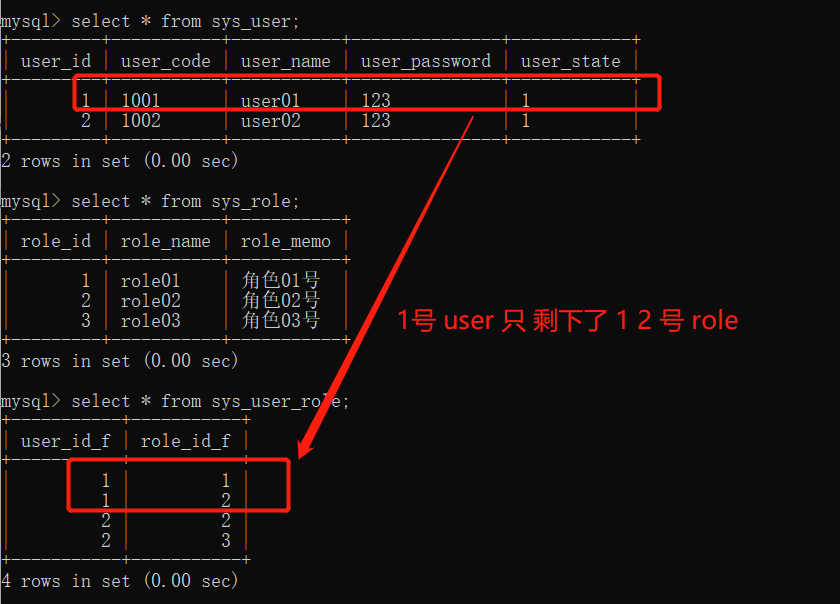 mysql> select * from sys_user;
+---------+-----------+-----------+---------------+------------+
| user_id | user_code | user_name | user_password | user_state |
+---------+-----------+-----------+---------------+------------+
|       1 | 1001      | user01    | 123           | 1          |
|       2 | 1002      | user02    | 123           | 1          |
+---------+-----------+-----------+---------------+------------+
2 rows in set (0.00 sec)
mysql> select * from sys_role;
+---------+-----------+-----------+
| role_id | role_name | role_memo |
+---------+-----------+-----------+
|       1 | role01    | 角色01号  |
|       2 | role02    | 角色02号  |
|       3 | role03    | 角色03号  |
+---------+-----------+-----------+
3 rows in set (0.00 sec)
1号 user 只 剩下了 1 2 号 role
mysql> select * from sys_user_role;
+-----------+-----------+
| user_id_f | role_id_f |
+-----------+-----------+
|         1 |         1 |
|         1 |         2 |
|         2 |         2 |
|         2 |         3 |
+-----------+-----------+
4 rows in set (0.00 sec)